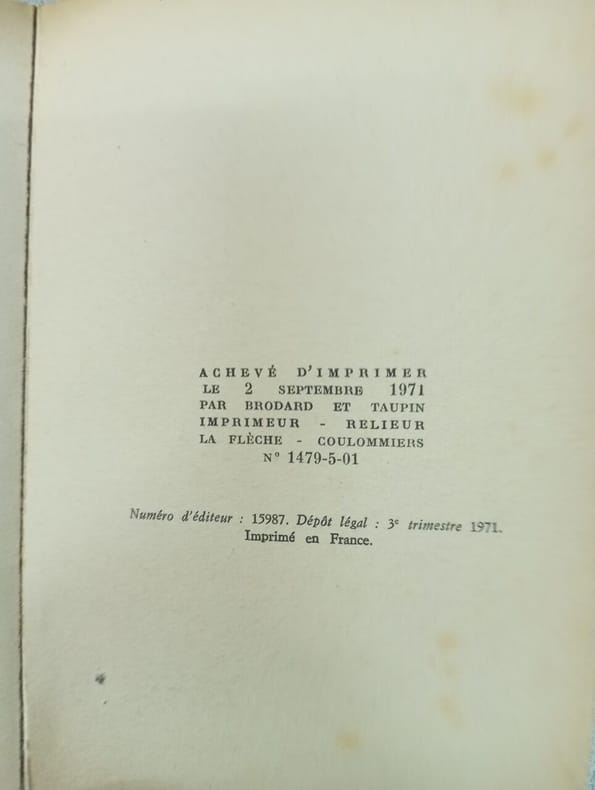 ACHEVÉ D'IMPRIMER
LE 2 SEPTEMBRE 1971
PAR BRODARD ET TAUPIN
IMPRIMEUR - RELIEUR
LA FLÈCHE - COULOMMIERS
N° 1479-5-01
Numéro d'éditeur : 15987. Dépôt légal : 3e trimestre 1971.
Imprimé en France.